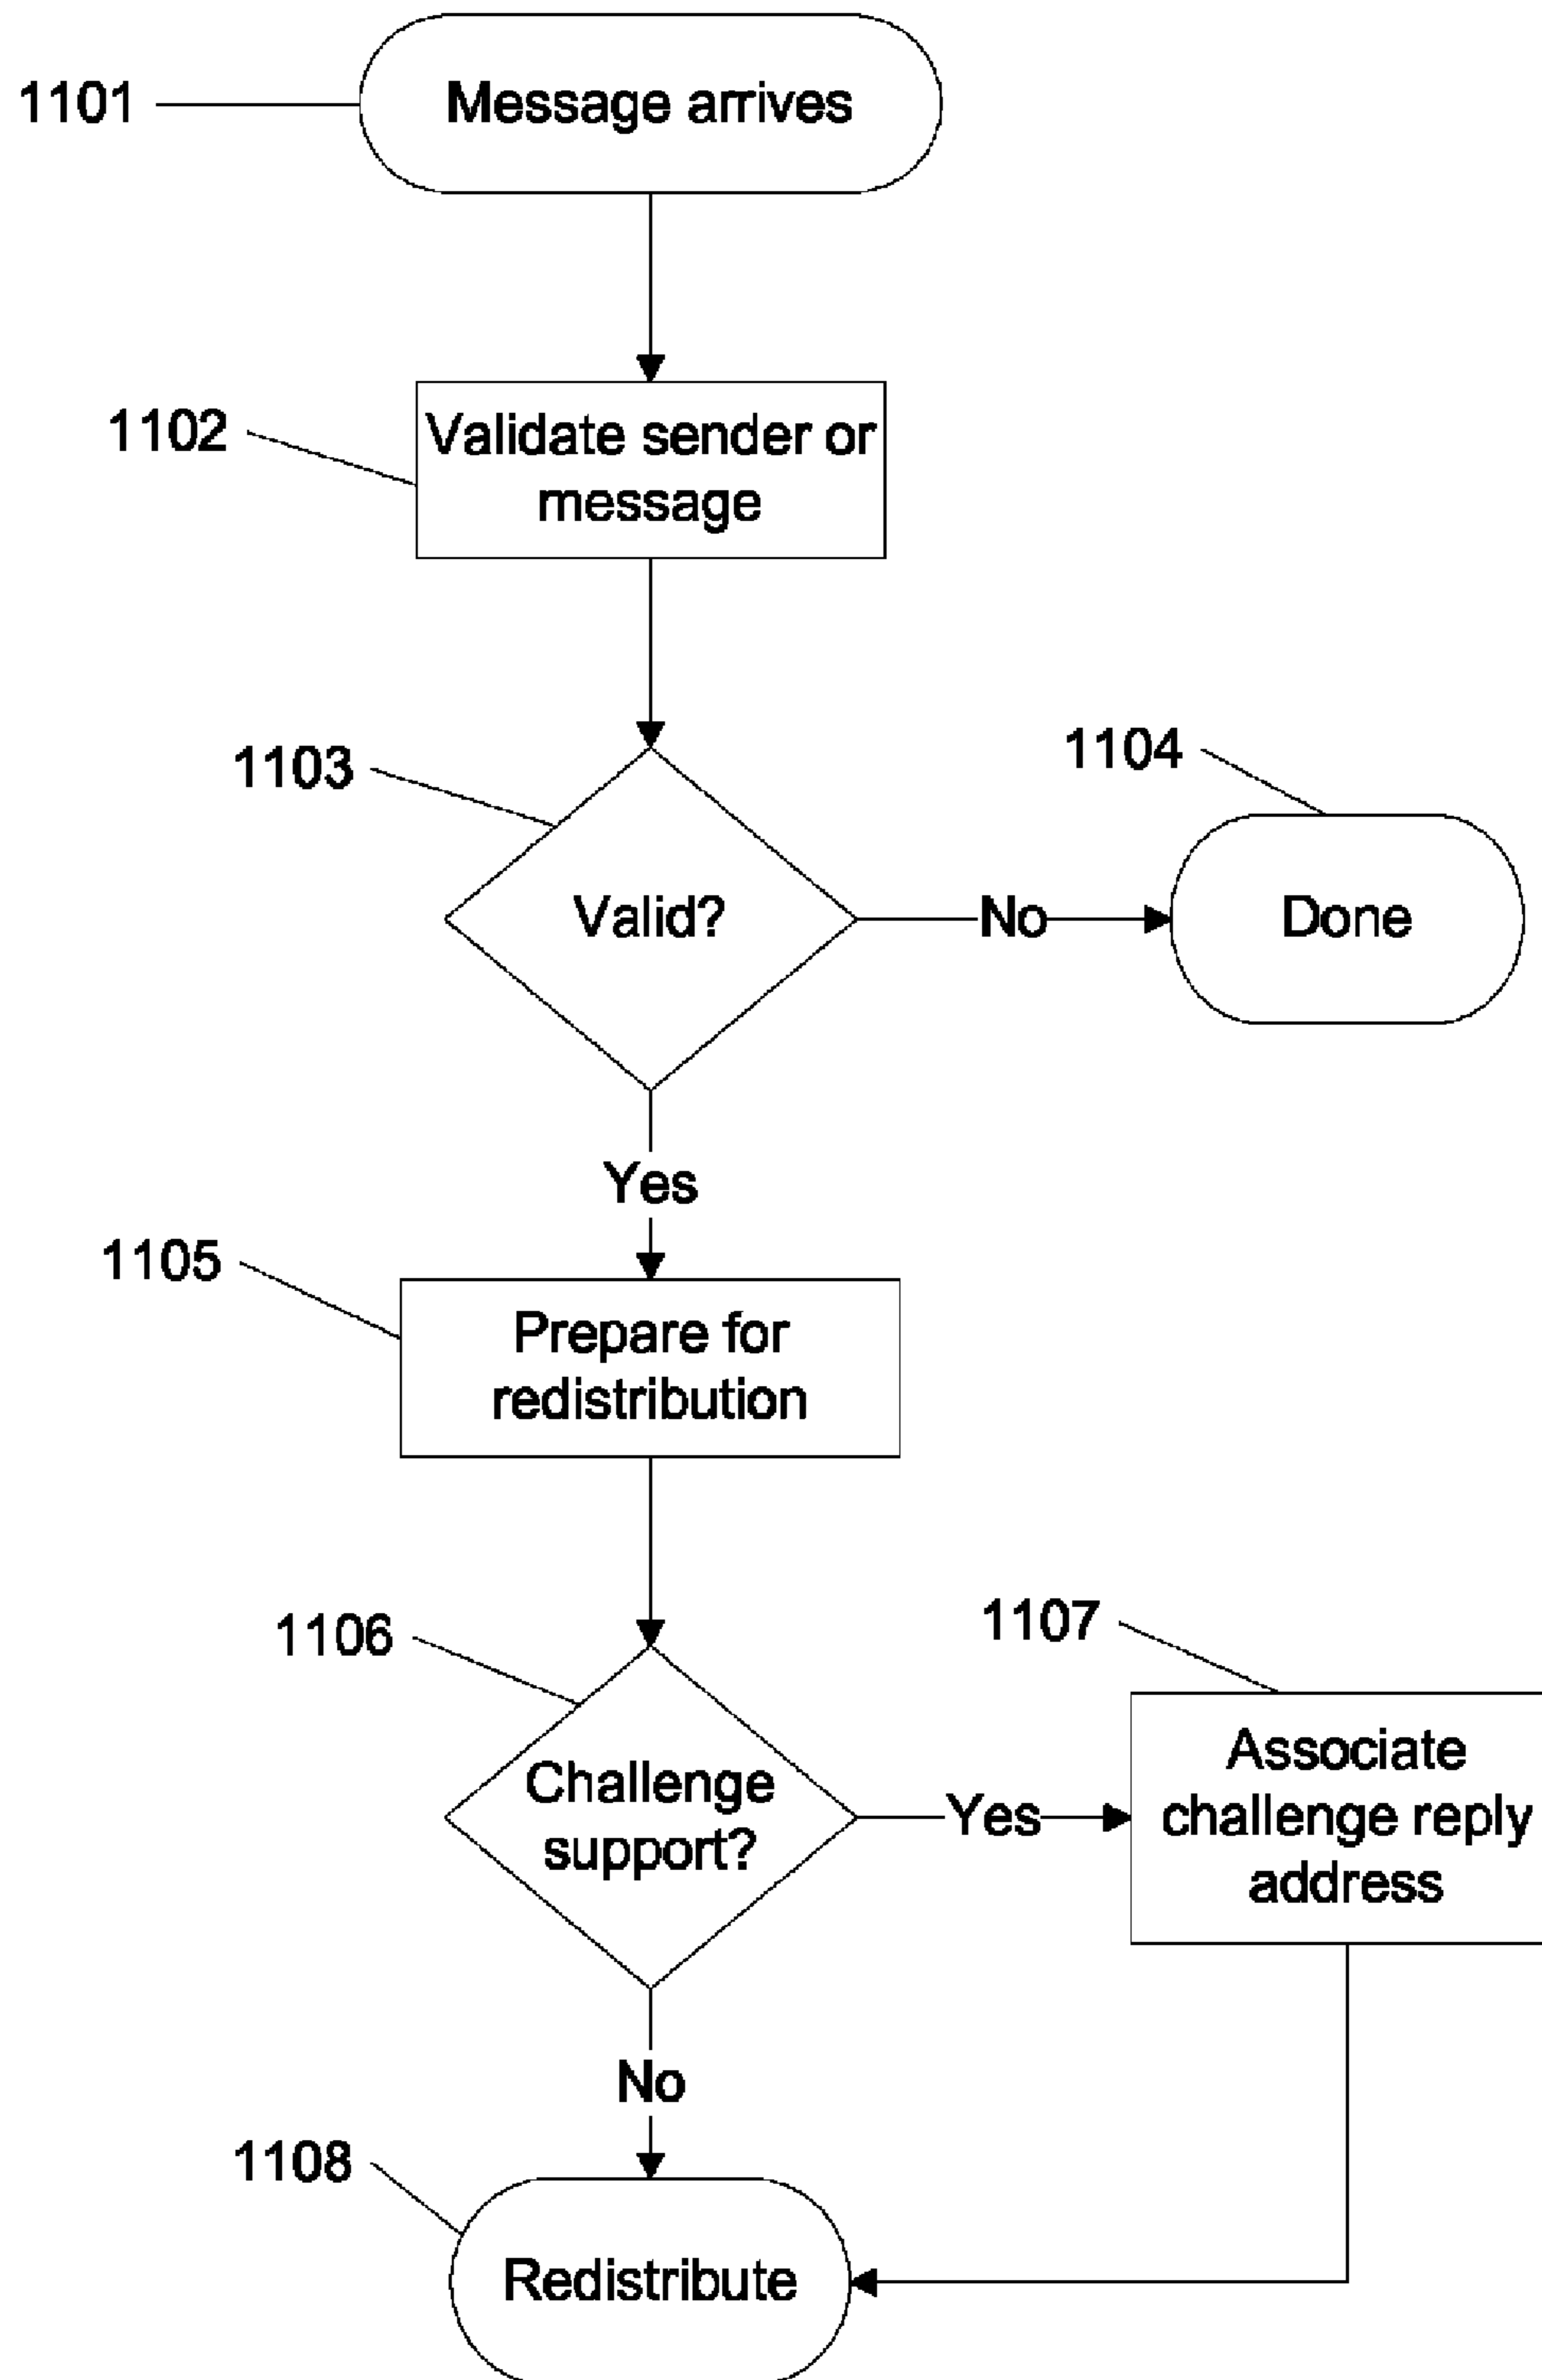 1101
Message arrives
1102
Validate sender or
message
1103
Valid?
No
1104
Done
Yes
1105
Prepare for
redistribution
1106
Challenge
support?
Yes
1107
Associate
challenge reply
address
No
1108
Redistribute